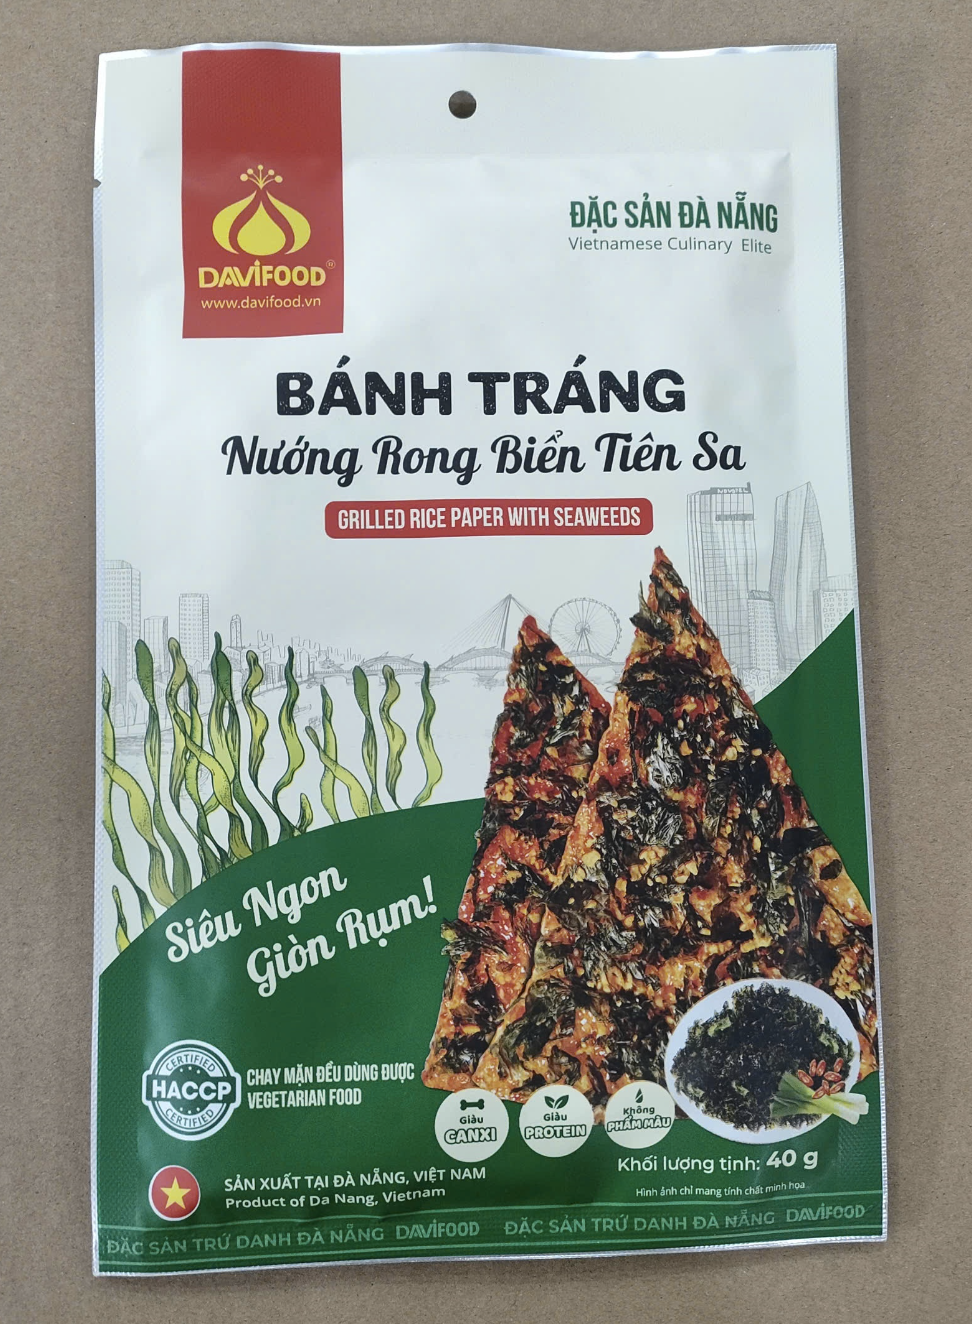 ĐẶC SẢN ĐÀ NẴNG
Vietnamese Culinary Elite
DAVIFOOD®
www.davifood.vn
BÁNH TRÁNG
Nướng Rong Biển Tiên Sa
GRILLED RICE PAPER WITH SEAWEEDS
NOVOTEL
Siêu Ngon
Giòn Rụm!
CERTIFIED
HACCP
CERTIFIED
CHAY MẶN ĐỀU DÙNG ĐƯỢC
VEGETARIAN FOOD
Giàu
CANXI
Giàu
PROTEIN
Không
PHẨM MÀU
Khối lượng tịnh: 40 g
Hình ảnh chỉ mang tính chất minh họa
SẢN XUẤT TẠI ĐÀ NẴNG, VIỆT NAM
Product of Da Nang, Vietnam
ĐẶC SẢN TRỨ DANH ĐÀ NẴNG DAVIFOOD ĐẶC SẢN TRỨ DANH ĐÀ NẴNG DAVIFOOD